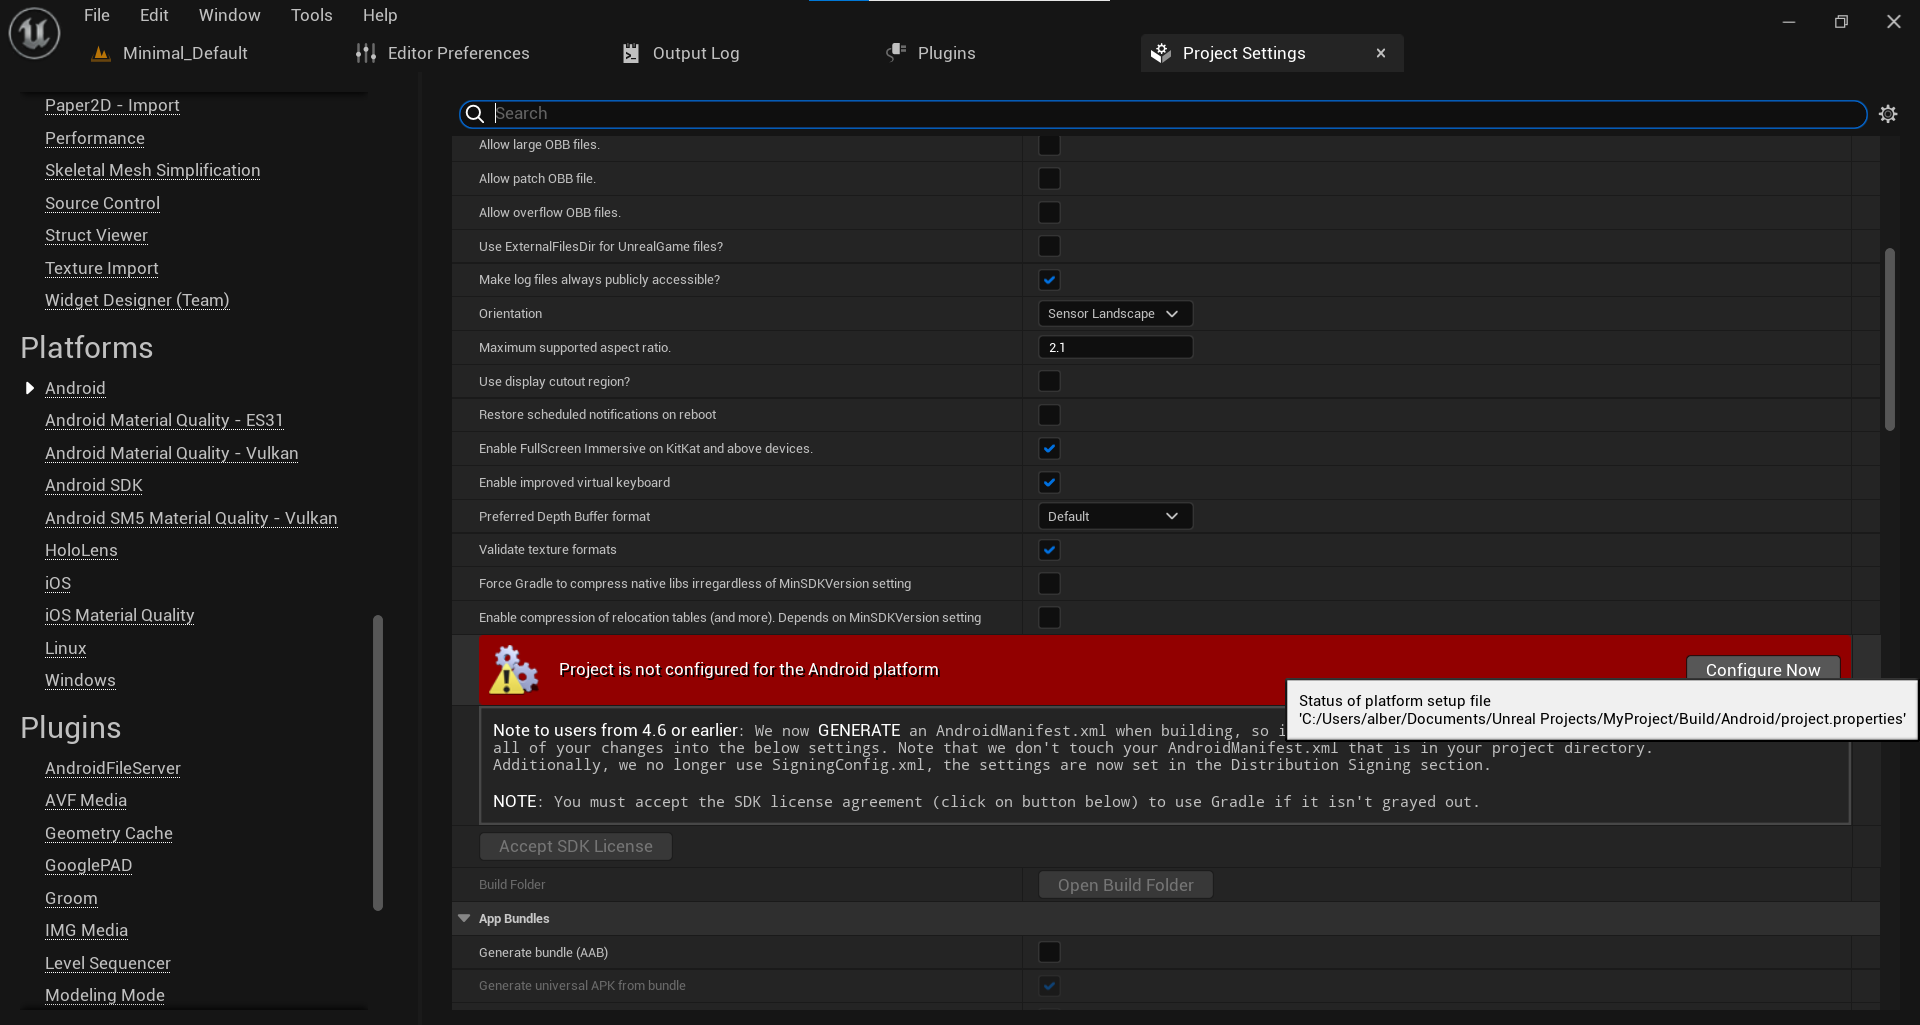 File Edit Window Tools Help
Minimal_Default Editor Preferences Output Log Plugins Project Settings
Paper2D - Import
Performance
Skeletal Mesh Simplification
Source Control
Struct Viewer
Texture Import
Widget Designer (Team)
Platforms
Android
Android Material Quality - ES31
Android Material Quality - Vulkan
Android SDK
Android SM5 Material Quality - Vulkan
HoloLens
iOS
iOS Material Quality
Linux
Windows
Plugins
AndroidFileServer
AVF Media
Geometry Cache
GooglePAD
Groom
IMG Media
Level Sequencer
Modeling Mode
Search
Allow large OBB files.
Allow patch OBB file.
Allow overflow OBB files.
Use ExternalFilesDir for UnrealGame files?
Make log files always publicly accessible?
Orientation Sensor Landscape
Maximum supported aspect ratio. 2.1
Use display cutout region?
Restore scheduled notifications on reboot
Enable FullScreen Immersive on KitKat and above devices.
Enable improved virtual keyboard
Preferred Depth Buffer format Default
Validate texture formats
Force Gradle to compress native libs irregardless of MinSDKVersion setting
Enable compression of relocation tables (and more). Depends on MinSDKVersion setting
Project is not configured for the Android platform Configure Now
Status of platform setup file
'C:/Users/alber/Documents/Unreal Projects/MyProject/Build/Android/project.properties'
Note to users from 4.6 or earlier: We now GENERATE an AndroidManifest.xml when building, so
all of your changes into the below settings. Note that we don't touch your AndroidManifest.xml that is in your project directory.
Additionally, we no longer use SigningConfig.xml, the settings are now set in the Distribution Signing section.
NOTE: You must accept the SDK license agreement (click on button below) to use Gradle if it isn't grayed out.
Accept SDK License
Build Folder Open Build Folder
App Bundles
Generate bundle (AAB)
Generate universal APK from bundle